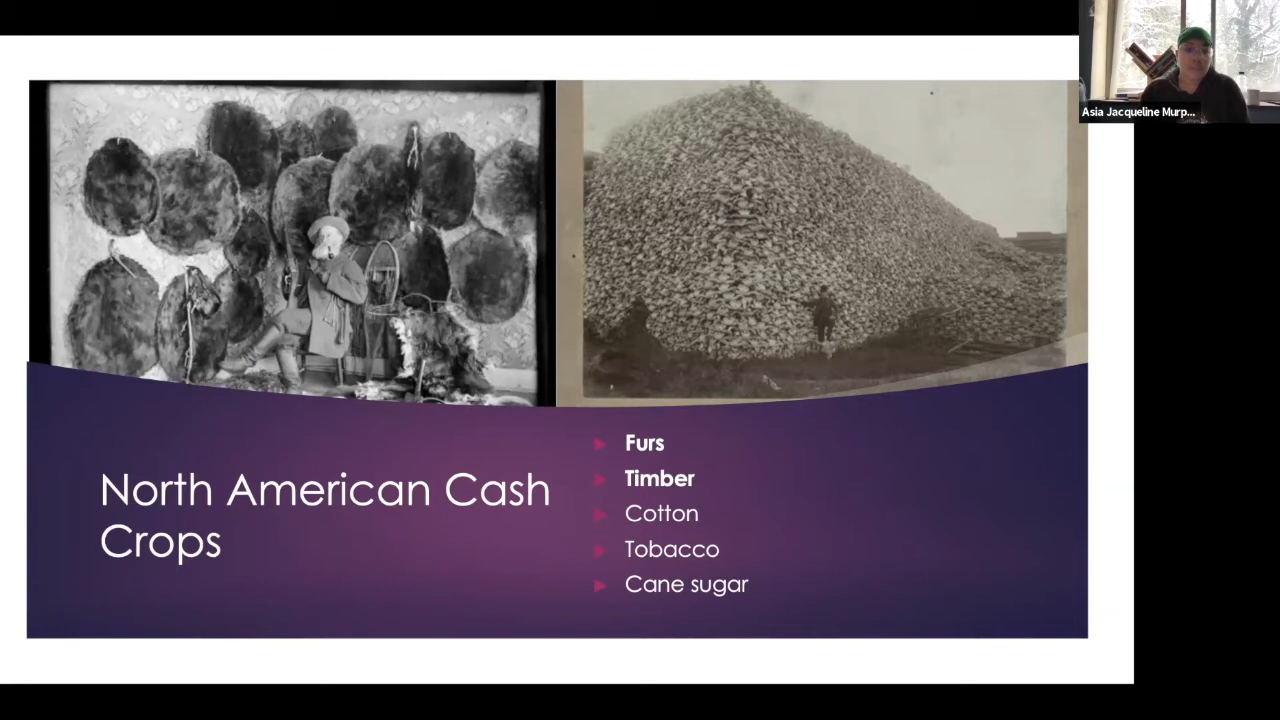 Asia Jacqueline Murp...
North American Cash
Crops
Furs
Timber
Cotton
Tobacco
Cane sugar